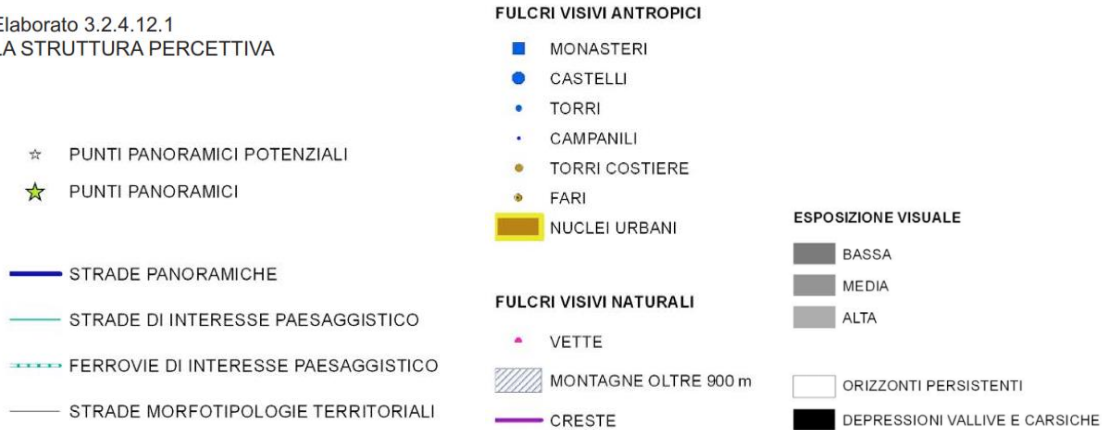 Elaborato 3.2.4.12.1
LA STRUTTURA PERCETTIVA
PUNTI PANORAMICI POTENZIALI
PUNTI PANORAMICI
STRADE PANORAMICHE
STRADE DI INTERESSE PAESAGGISTICO
FERROVIE DI INTERESSE PAESAGGISTICO
STRADE MORFOTIPOLOGIE TERRITORIALI
FULCRI VISIVI ANTROPICI
MONASTERI
CASTELLI
TORRI
CAMPANILI
TORRI COSTIERE
FARI
NUCLEI URBANI
FULCRI VISIVI NATURALI
VETTE
MONTAGNE OLTRE 900 m
CRESTE
ESPOSIZIONE VISUALE
BASSA
MEDIA
ALTA
ORIZZONTI PERSISTENTI
DEPRESSIONI VALLIVE E CARSICHE